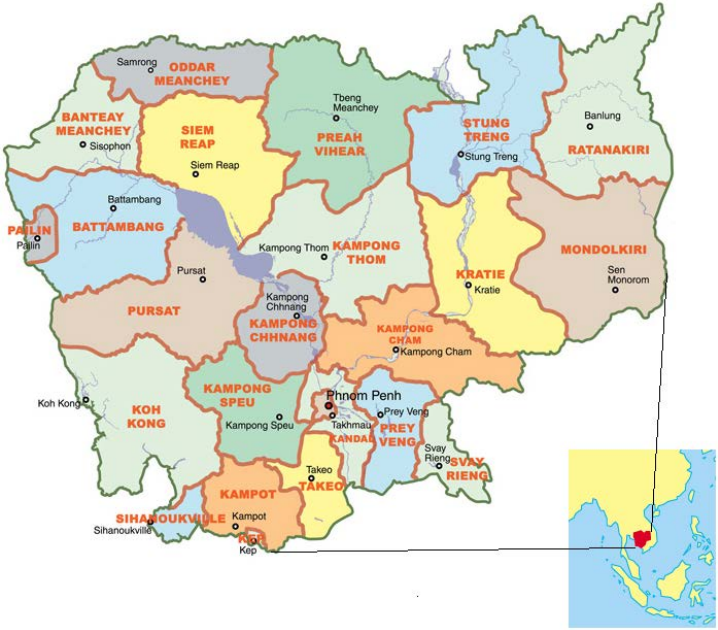 Samrong
ODDAR
MEANCHEY
Tbeng
Meanchey
PREAH
VIHEAR
STUNG
TRENG
Stung Treng
Banlung
RATANAKIRI
BANTEAY
MEANCHEY
Sisophon
SIEM
REAP
Siem Reap
Battambang
BATTAMBANG
PAILIN
Pailin
Kampong Thom
KAMPONG
THOM
KRATIE
Kratie
MONDOLKIRI
Sen
Monorom
Pursat
PURSAT
Kampong
Chhnang
KAMPONG
CHHNANG
KAMPONG
CHAM
Kampong Cham
Koh Kong
KOH
KONG
KAMPONG
SPEU
Kampong Speu
Phnom Penh
Takhmau
KANDAL
Prey Veng
PREY
VENG
Svay
Rieng
SVAY
RIENG
Takeo
TAKEO
KAMPOT
Kampot
SIHANOUKVILLE
Sihanoukville
KEP
Kep